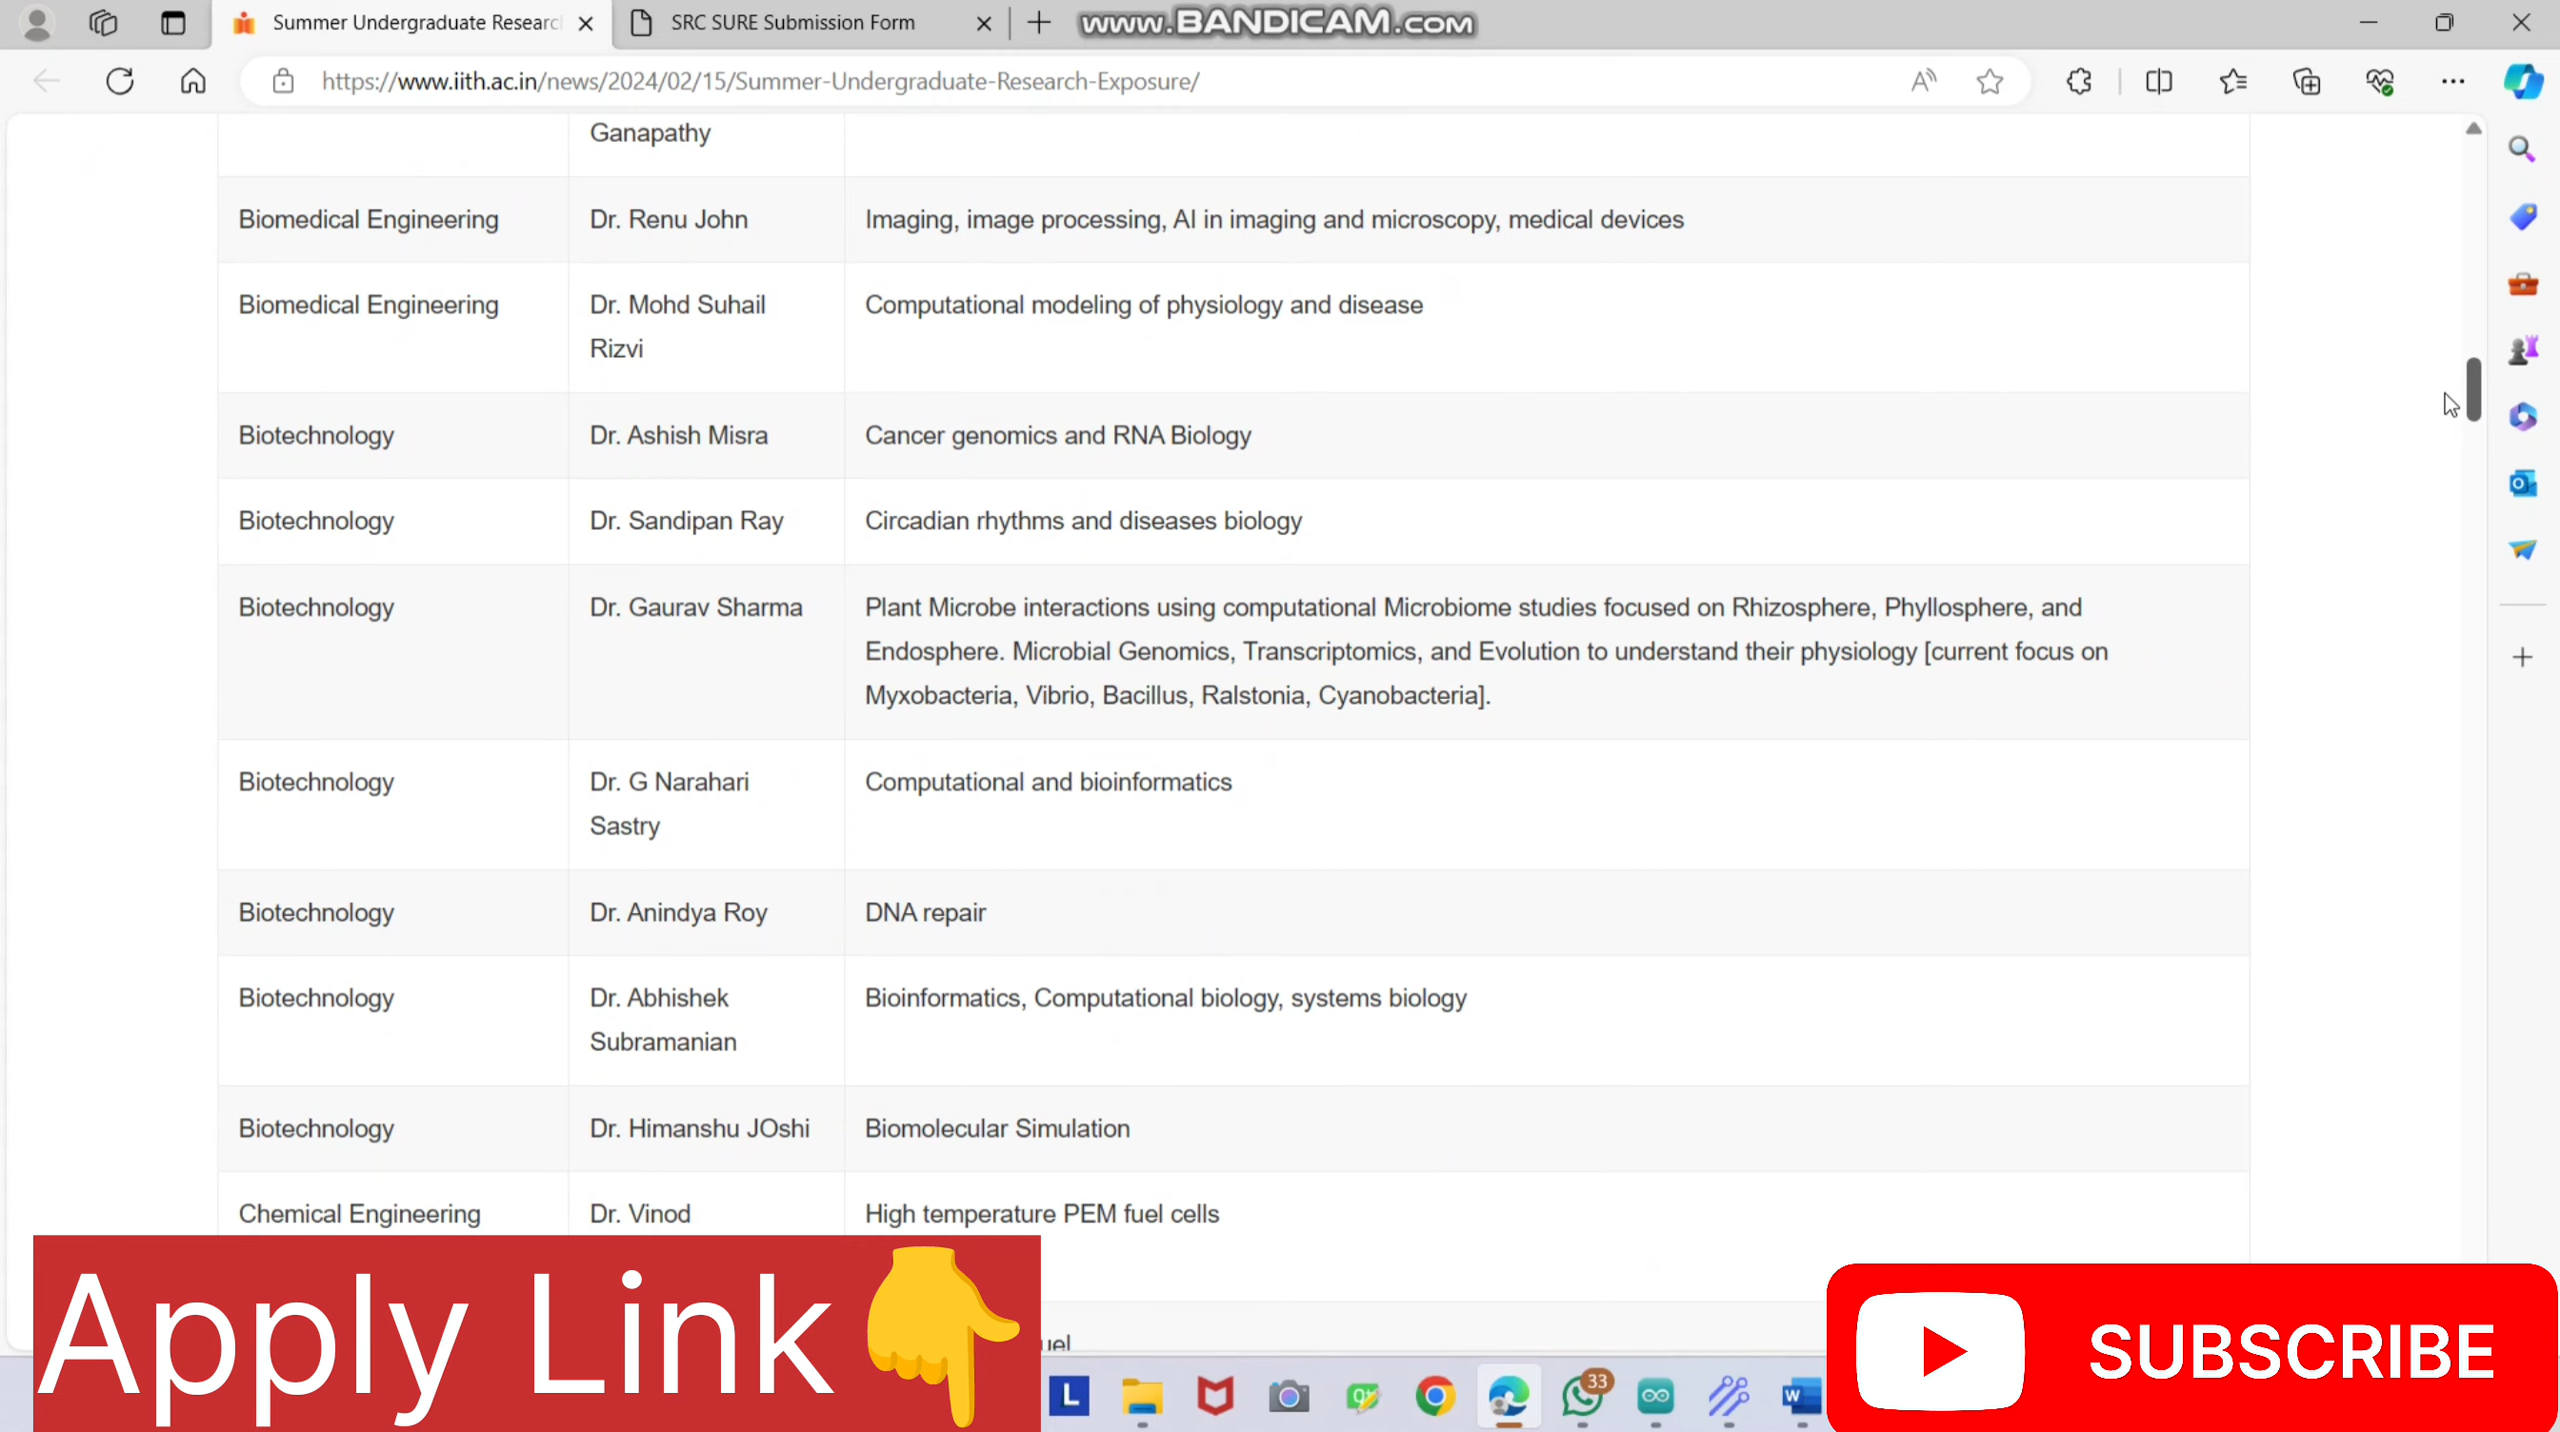 Summer Undergraduate Researc
SRC SURE Submission Form
www.BANDICAM.com
https://www.iith.ac.in/news/2024/02/15/Summer-Undergraduate-Research-Exposure/
Ganapathy
Biomedical Engineering Dr. Renu John Imaging, image processing, AI in imaging and microscopy, medical devices
Biomedical Engineering Dr. Mohd Suhail Computational modeling of physiology and disease
Rizvi
Biotechnology Dr. Ashish Misra Cancer genomics and RNA Biology
Biotechnology Dr. Sandipan Ray Circadian rhythms and diseases biology
Biotechnology Dr. Gaurav Sharma Plant Microbe interactions using computational Microbiome studies focused on Rhizosphere, Phyllosphere, and
Endosphere. Microbial Genomics, Transcriptomics, and Evolution to understand their physiology [current focus on
Myxobacteria, Vibrio, Bacillus, Ralstonia, Cyanobacteria].
Biotechnology Dr. G Narahari Computational and bioinformatics
Sastry
Biotechnology Dr. Anindya Roy DNA repair
Biotechnology Dr. Abhishek Bioinformatics, Computational biology, systems biology
Subramanian
Biotechnology Dr. Himanshu JOshi Biomolecular Simulation
Chemical Engineering Dr. Vinod High temperature PEM fuel cells
uel
Apply Link
L
33
W
SUBSCRIBE